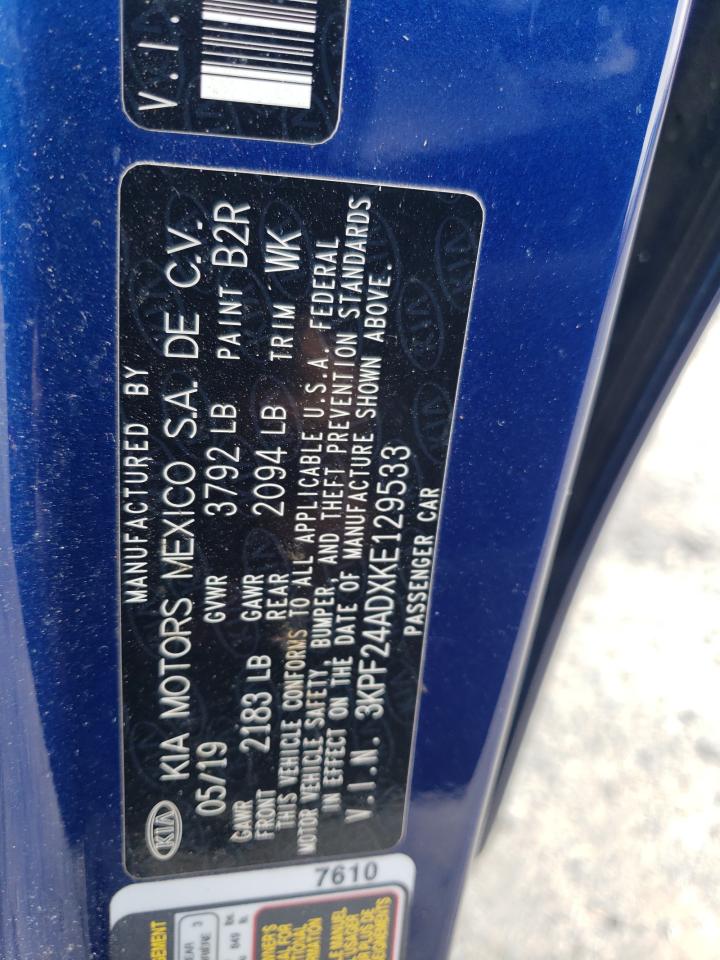 V.I.
MANUFACTURED BY
KIA KIA MOTORS MEXICO S.A. DE C.V.
05/19 GVWR 3792 LB PAINT B2R
GAWR FRONT 2183 LB GAWR REAR 2094 LB TRIM WK
THIS VEHICLE CONFORMS TO ALL APPLICABLE U.S.A. FEDERAL
MOTOR VEHICLE SAFETY, BUMPER, AND THEFT PREVENTION STANDARDS
IN EFFECT ON THE DATE OF MANUFACTURE SHOWN ABOVE.
V.I.N. 3KPF24ADXKE129533
PASSENGER CAR
7610